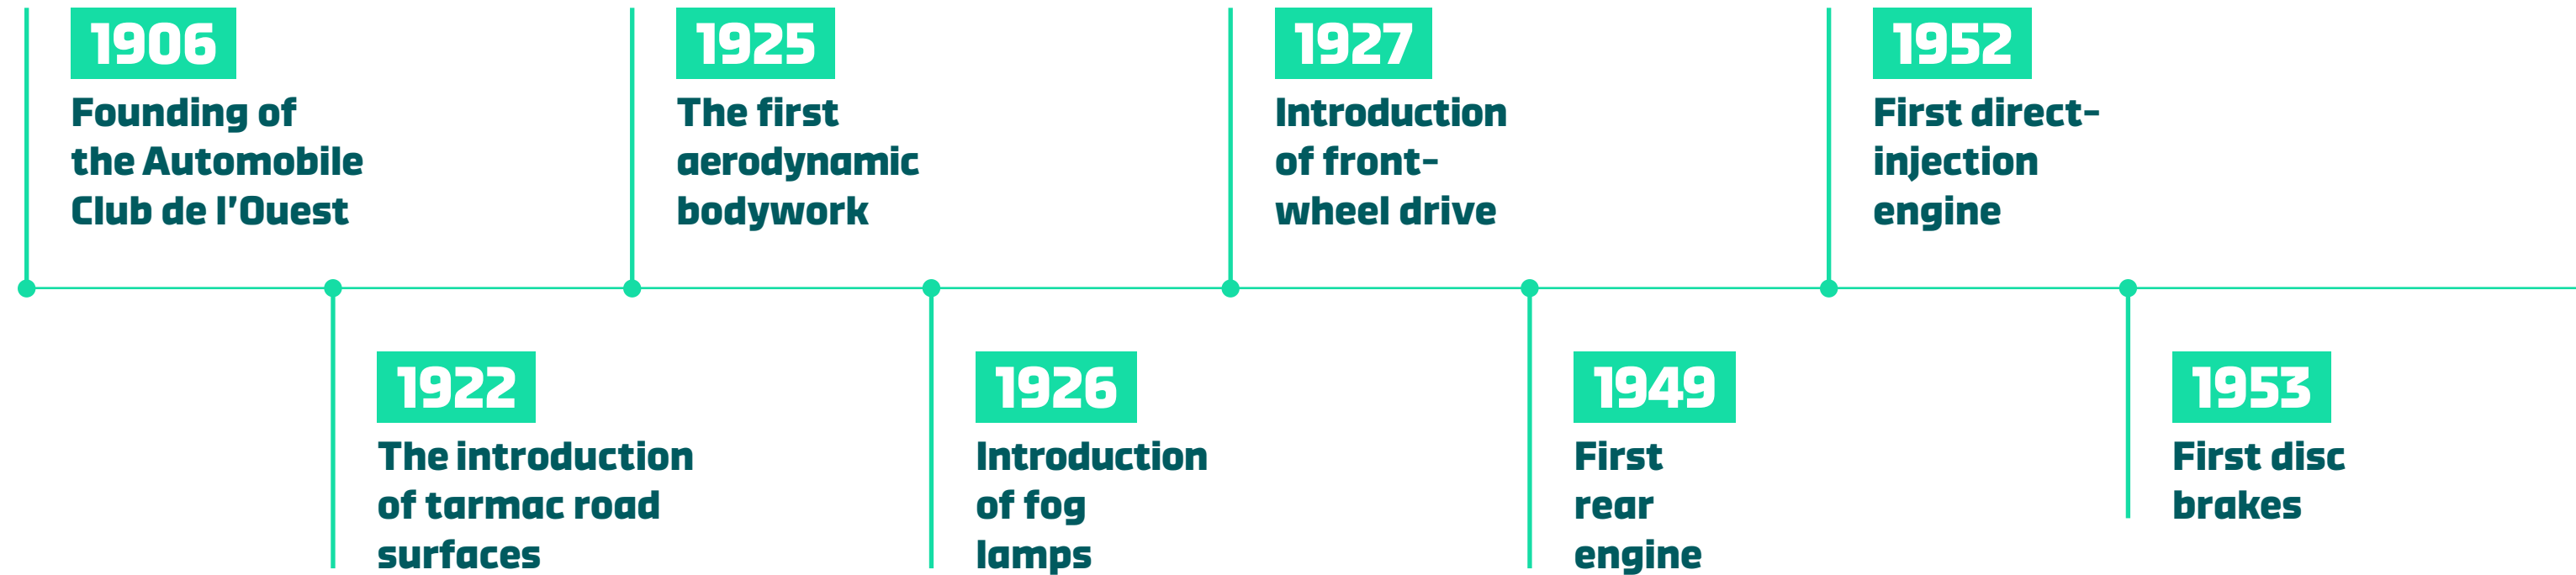 1906
Founding of
the Automobile
Club de l'Ouest
1922
The introduction
of tarmac road
surfaces
1925
The first
aerodynamic
bodywork
1926
Introduction
of fog
lamps
1927
Introduction
of front-
wheel drive
1949
First
rear
engine
1952
First direct-
injection
engine
1953
First disc
brakes